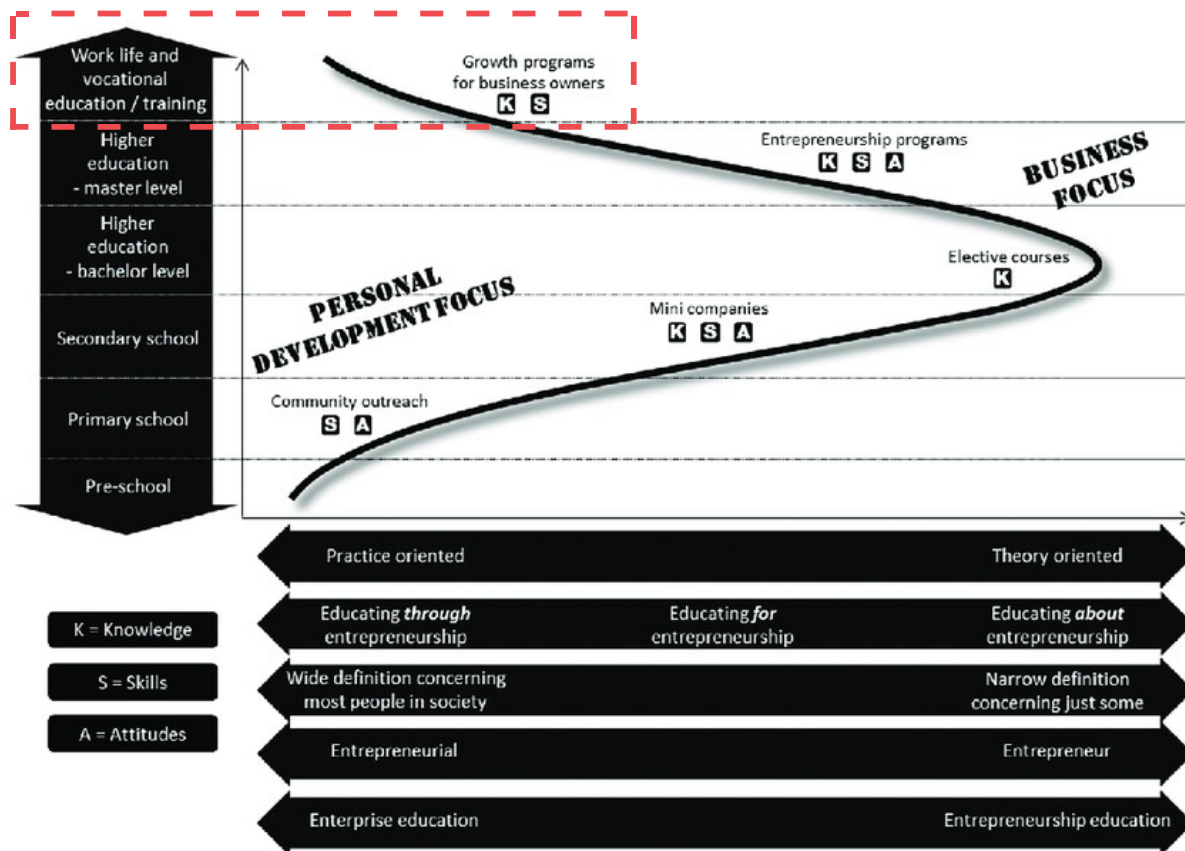 Work life and
vocational
education / training
Growth programs
for business owners
K S
Higher
education
- master level
Entrepreneurship programs
K S A
BUSINESS
FOCUS
Higher
education
- bachelor level
Elective courses
K
PERSONAL
DEVELOPMENT FOCUS
Secondary school
Mini companies
K S A
Primary school
Community outreach
S A
Pre-school
Practice oriented
Theory oriented
Educating through
entrepreneurship
Educating for
entrepreneurship
Educating about
entrepreneurship
Wide definition concerning
most people in society
Narrow definition
concerning just some
Entrepreneurial
Entrepreneur
Enterprise education
Entrepreneurship education
K = Knowledge
S = Skills
A = Attitudes